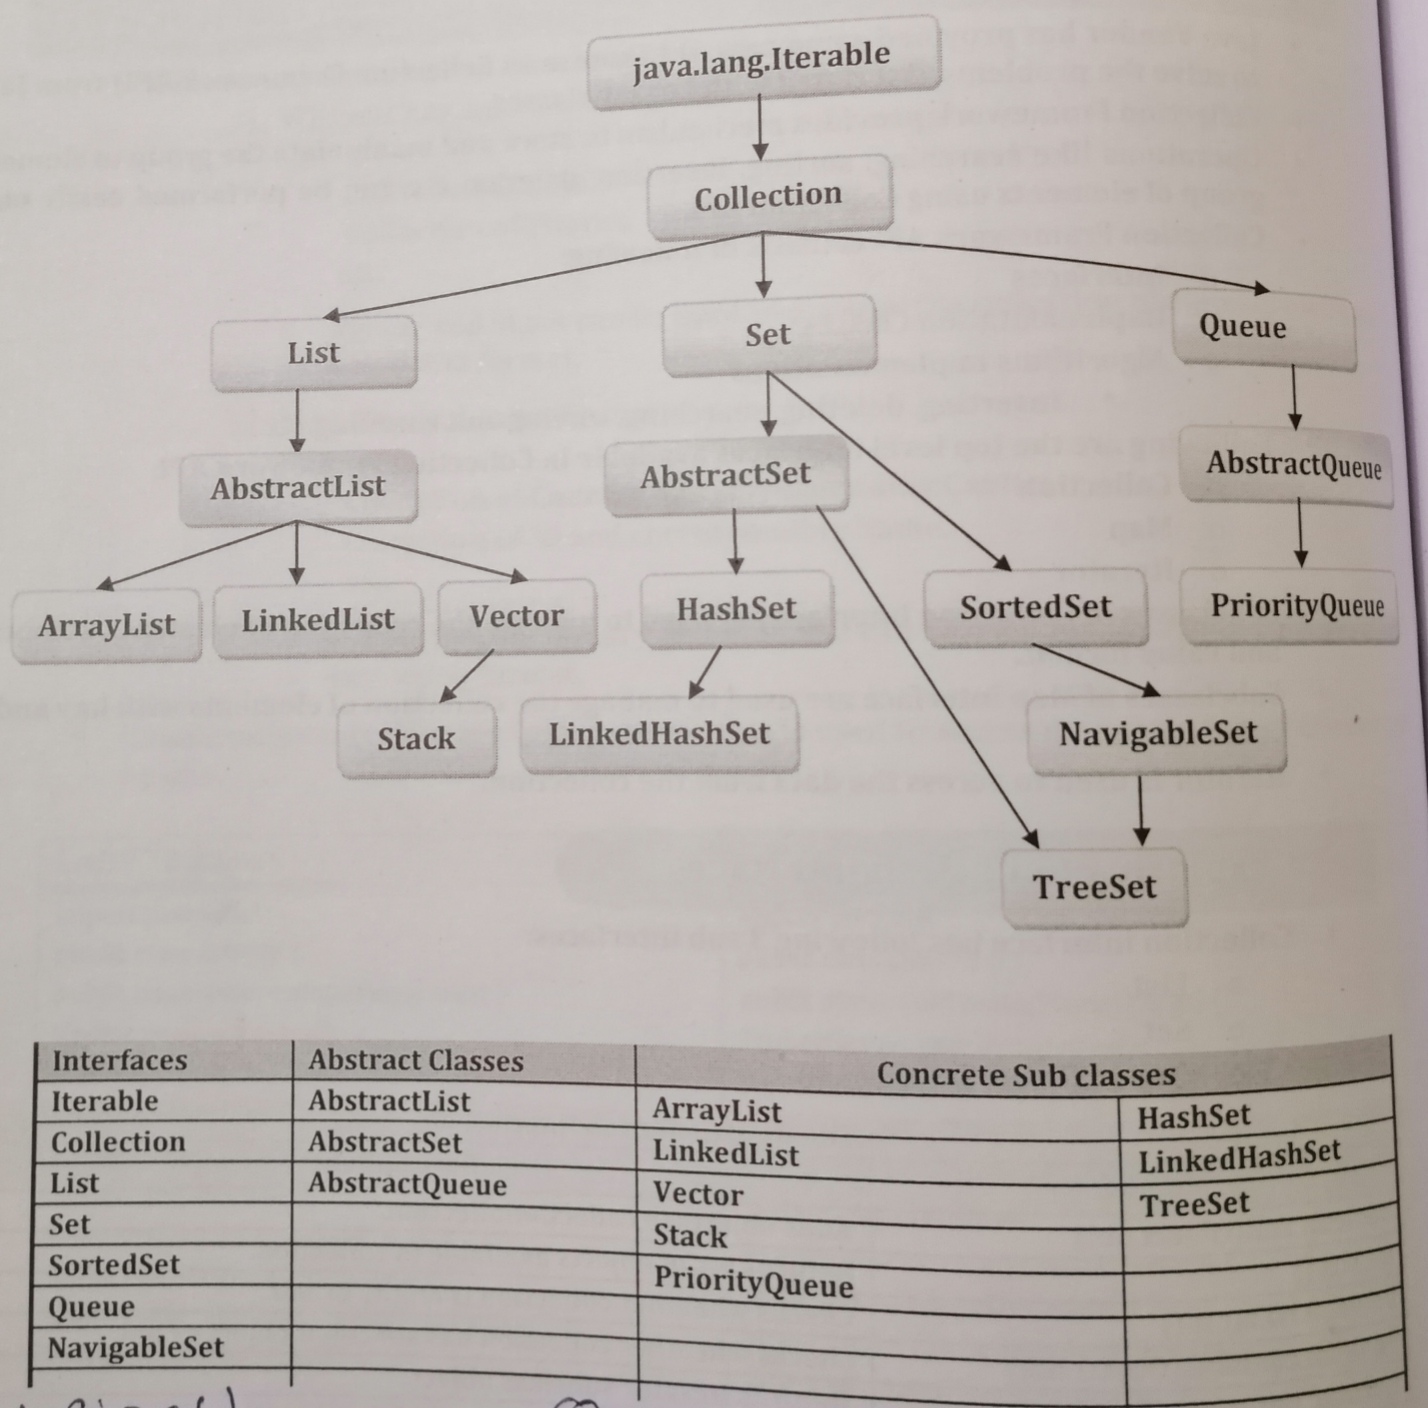 java.lang.Iterable
Collection
List
Set
Queue
AbstractList
AbstractSet
AbstractQueue
ArrayList
LinkedList
Vector
HashSet
SortedSet
PriorityQueue
Stack
LinkedHashSet
NavigableSet
TreeSet
Interfaces Abstract Classes Concrete Sub classes
Iterable AbstractList ArrayList HashSet
Collection AbstractSet LinkedList LinkedHashSet
List AbstractQueue Vector TreeSet
Set Stack
SortedSet PriorityQueue
Queue
NavigableSet